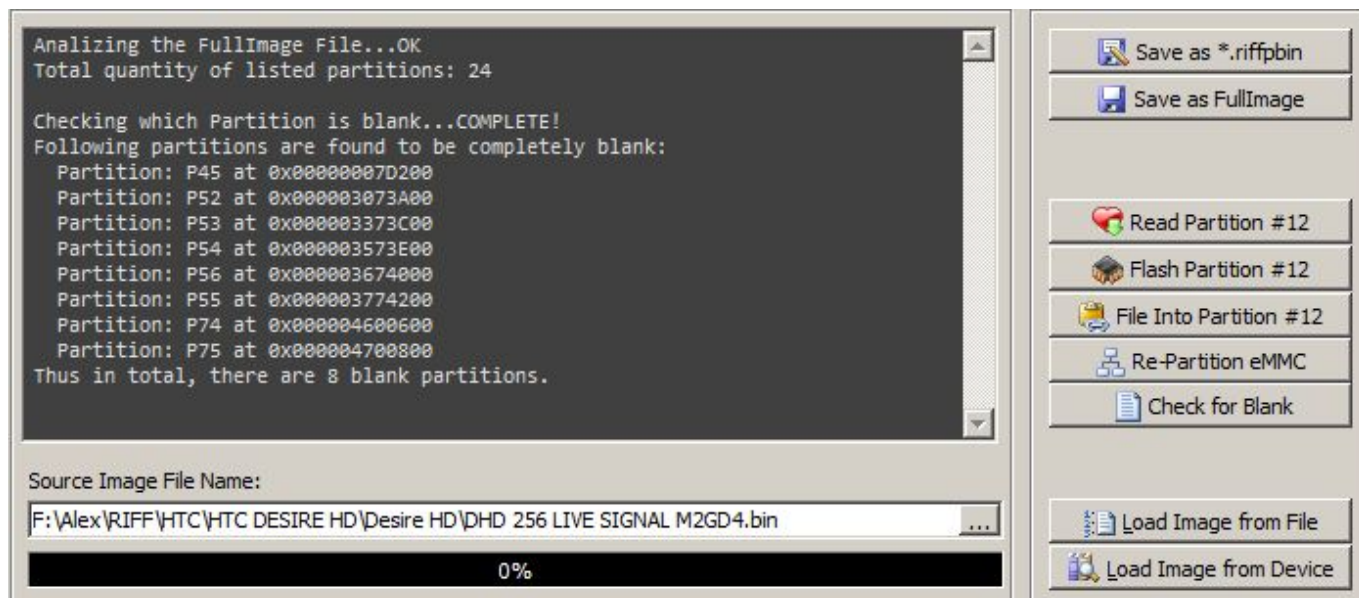 Analizing the FullImage File...OK
Total quantity of listed partitions: 24
Checking which Partition is blank...COMPLETE!
Following partitions are found to be completely blank:
Partition: P45 at 0x00000007D200
Partition: P52 at 0x000003073A00
Partition: P53 at 0x000003373C00
Partition: P54 at 0x000003573E00
Partition: P56 at 0x000003674000
Partition: P55 at 0x000003774200
Partition: P74 at 0x000004600600
Partition: P75 at 0x000004700800
Thus in total, there are 8 blank partitions.
Source Image File Name:
F:\Alex\RIFF\HTC\HTC DESIRE HD\Desire HD\DHD 256 LIVE SIGNAL M2GD4.bin
...
0%
Save as *.riffpbin
Save as FullImage
Read Partition #12
Flash Partition #12
File Into Partition #12
Re-Partition eMMC
Check for Blank
Load Image from File
Load Image from Device